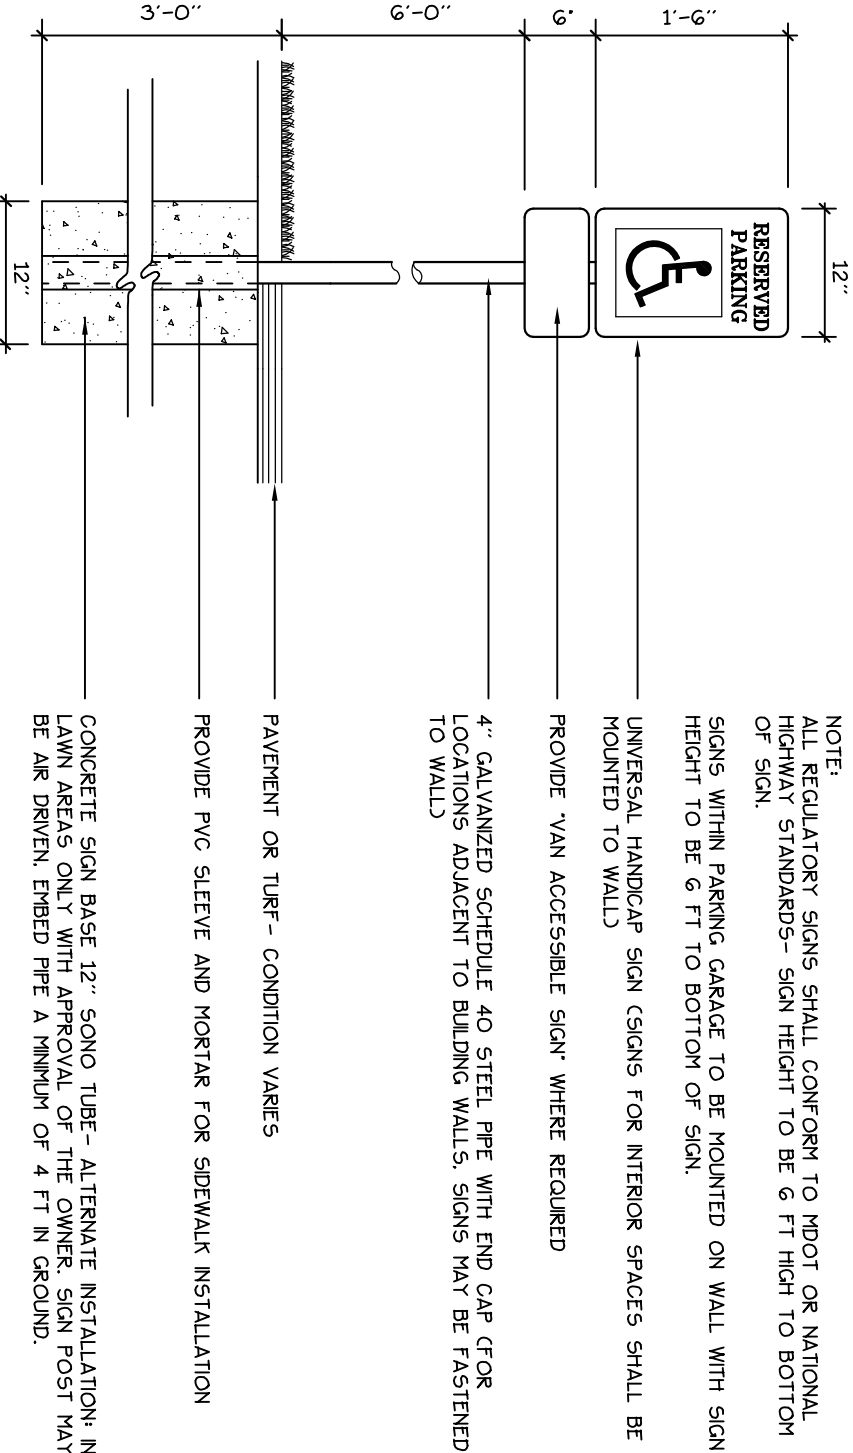 NOTE:
ALL REGULATORY SIGNS SHALL CONFORM TO MDOT OR NATIONAL
HIGHWAY STANDARDS- SIGN HEIGHT TO BE 6 FT HIGH TO BOTTOM
OF SIGN.
SIGNS WITHIN PARKING GARAGE TO BE MOUNTED ON WALL WITH SIGN
HEIGHT TO BE 6 FT TO BOTTOM OF SIGN.
UNIVERSAL HANDICAP SIGN (SIGNS FOR INTERIOR SPACES SHALL BE
MOUNTED TO WALL)
PROVIDE "VAN ACCESSIBLE SIGN" WHERE REQUIRED
4" GALVANIZED SCHEDULE 40 STEEL PIPE WITH END CAP (FOR
LOCATIONS ADJACENT TO BUILDING WALLS, SIGNS MAY BE FASTENED
TO WALL)
PAVEMENT OR TURF- CONDITION VARIES
PROVIDE PVC SLEEVE AND MORTAR FOR SIDEWALK INSTALLATION
CONCRETE SIGN BASE 12" SONO TUBE- ALTERNATE INSTALLATION: IN
LAWN AREAS ONLY WITH APPROVAL OF THE OWNER. SIGN POST MAY
BE AIR DRIVEN. EMBED PIPE A MINIMUM OF 4 FT IN GROUND.
12"
RESERVED
PARKING
1'-6"
6"
6'-0"
3'-0"
12"